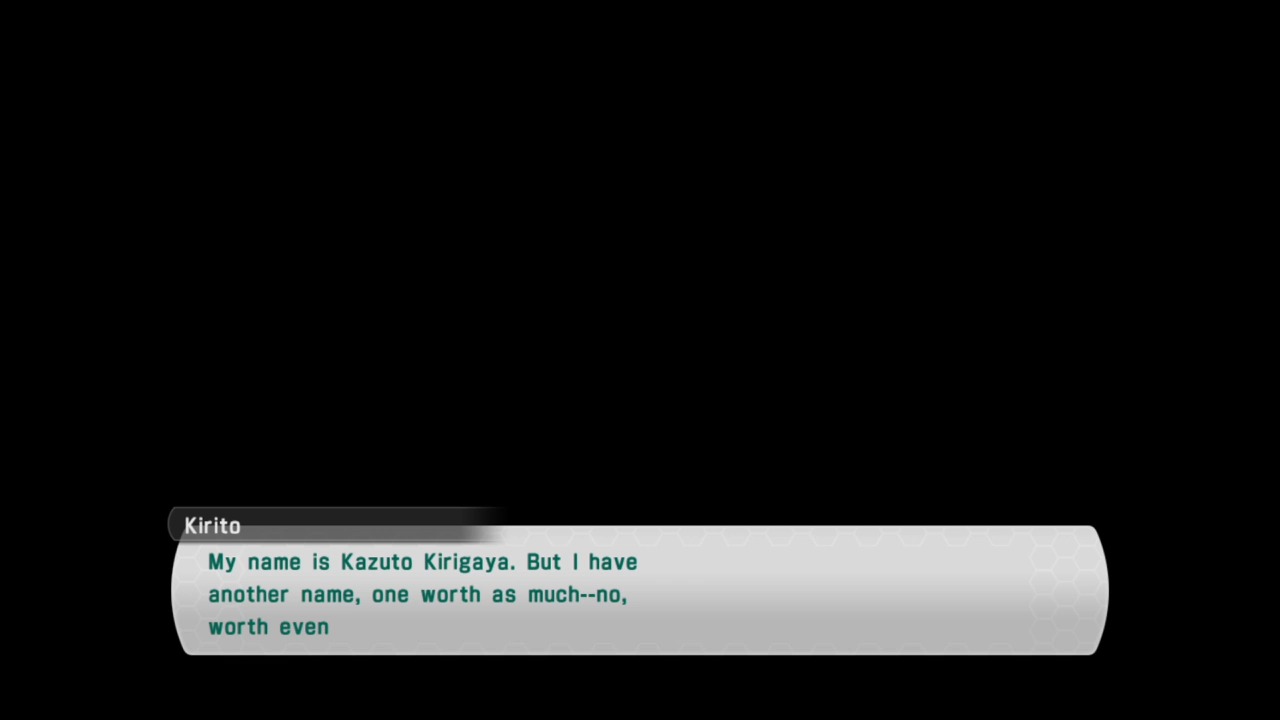 Kirito
My name is Kazuto Kirigaya. But I have
another name, one worth as much--no,
worth even